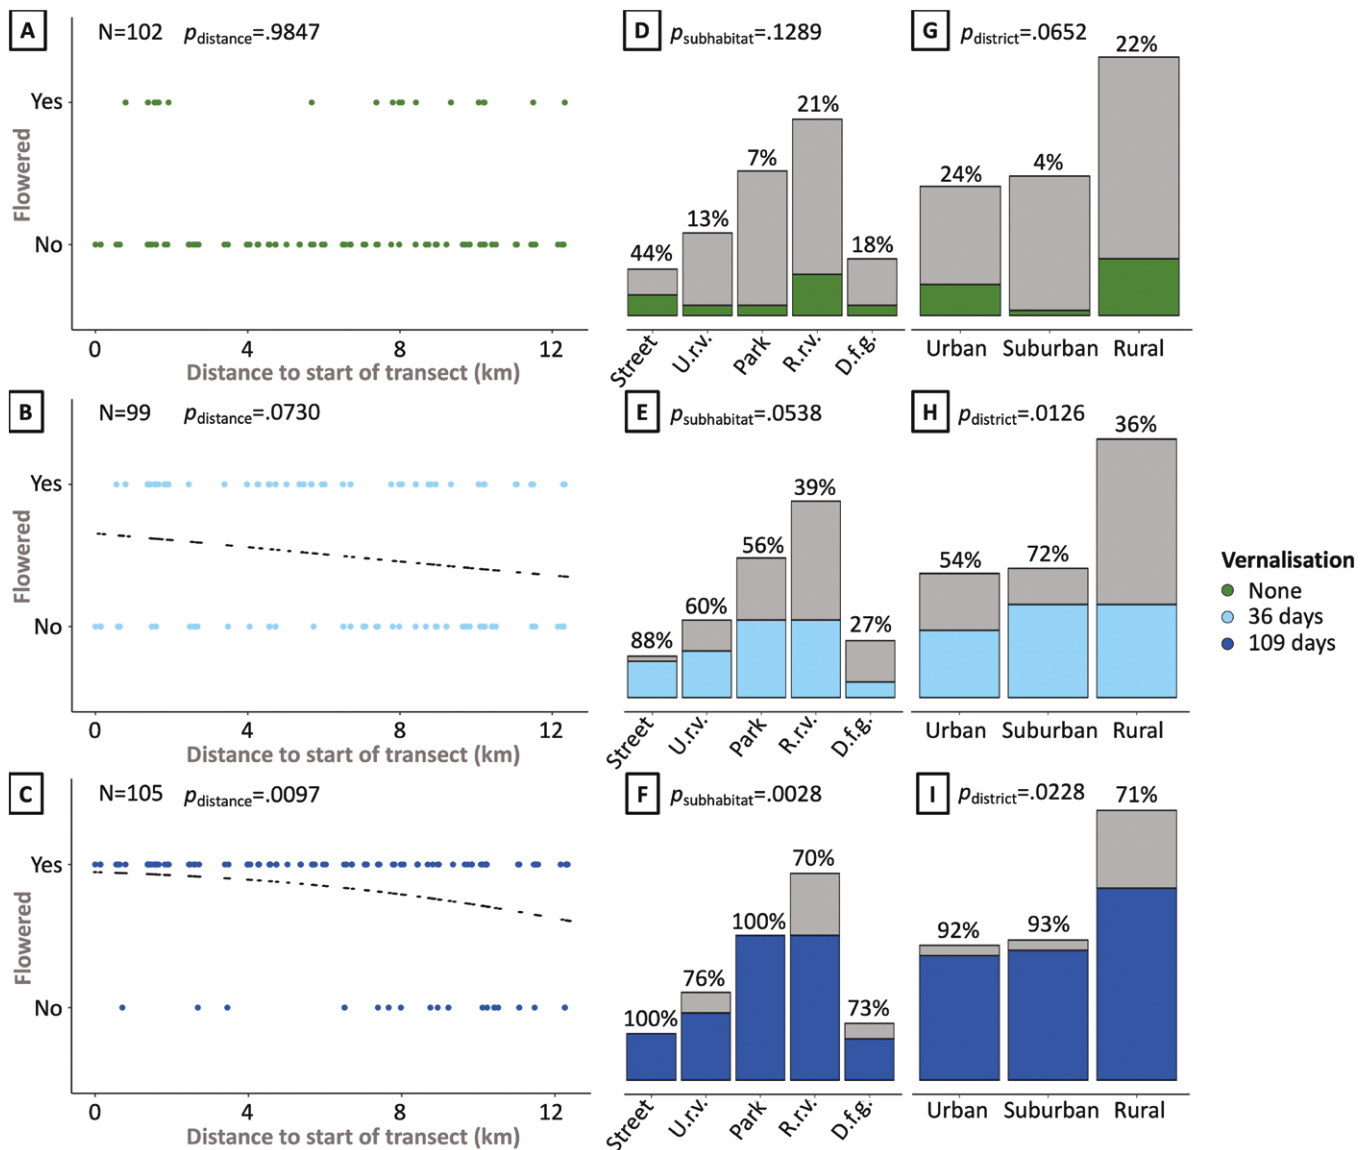 A
N=102 pdistance=.9847
Yes
No
Flowered
0 4 8 12
Distance to start of transect (km)
D
psubhabitat=.1289
44% 13% 7% 21% 18%
Street U.r.v. Park R.r.v. D.f.g.
G
pdistrict=.0652
24% 4% 22%
Urban Suburban Rural
B
N=99 pdistance=.0730
Yes
No
Flowered
0 4 8 12
Distance to start of transect (km)
E
psubhabitat=.0538
88% 60% 56% 39% 27%
Street U.r.v. Park R.r.v. D.f.g.
H
pdistrict=.0126
54% 72% 36%
Urban Suburban Rural
Vernalisation
None
36 days
109 days
C
N=105 pdistance=.0097
Yes
No
Flowered
0 4 8 12
Distance to start of transect (km)
F
psubhabitat=.0028
100% 76% 100% 70% 73%
Street U.r.v. Park R.r.v. D.f.g.
I
pdistrict=.0228
92% 93% 71%
Urban Suburban Rural